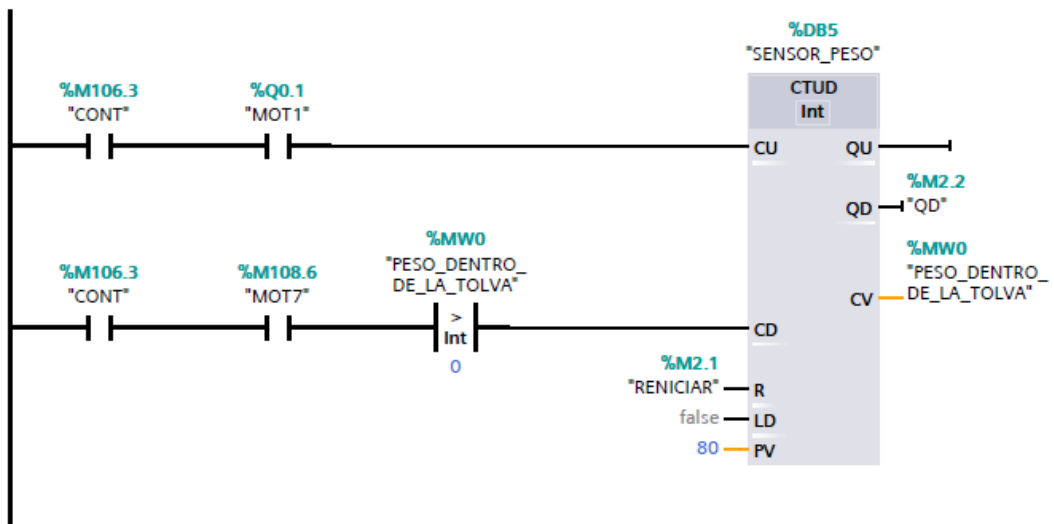 %DB5
"SENSOR_PESO"
CTUD
Int
%M106.3
"CONT"
%Q0.1
"MOT1"
CU
QU
%M2.2
"QD"
QD
%MW0
"PESO_DENTRO_
DE_LA_TOLVA"
CV
%M106.3
"CONT"
%M108.6
"MOT7"
%MW0
"PESO_DENTRO_
DE_LA_TOLVA"
>
Int
0
CD
%M2.1
"RENICIAR"
R
false
LD
80
PV